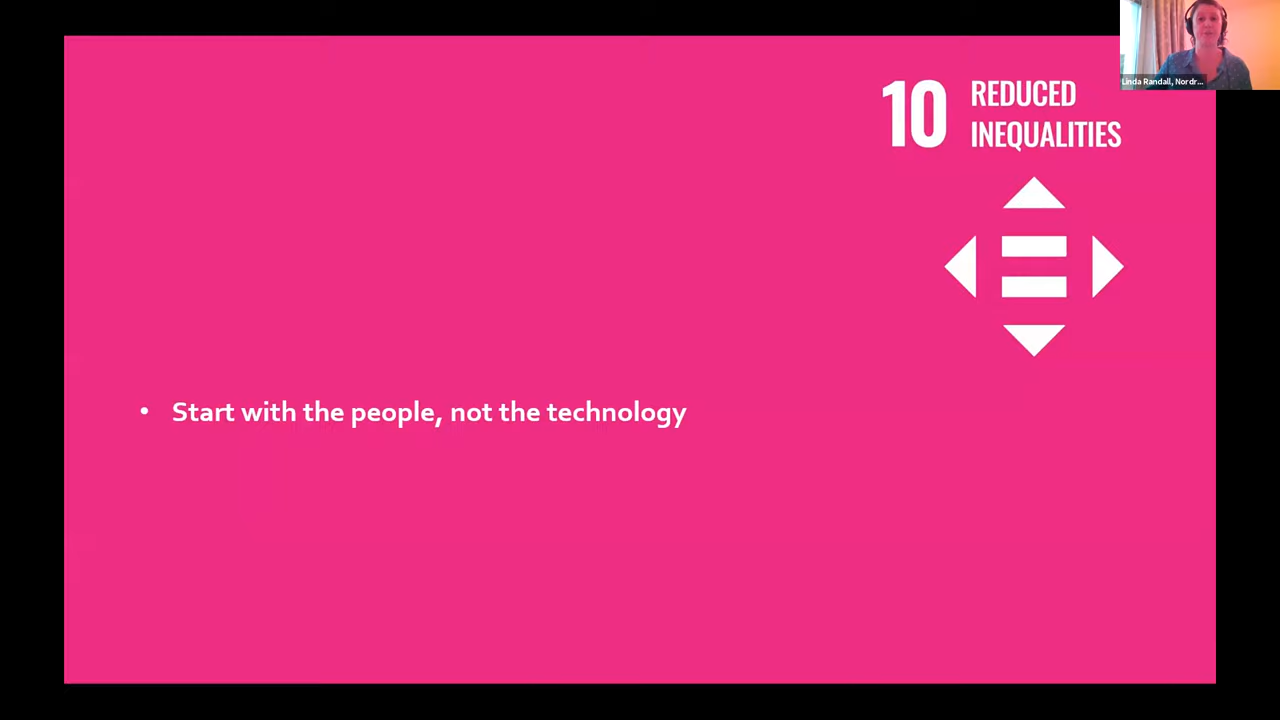 Linda Randall, Nordr...
10 REDUCED
INEQUALITIES
• Start with the people, not the technology